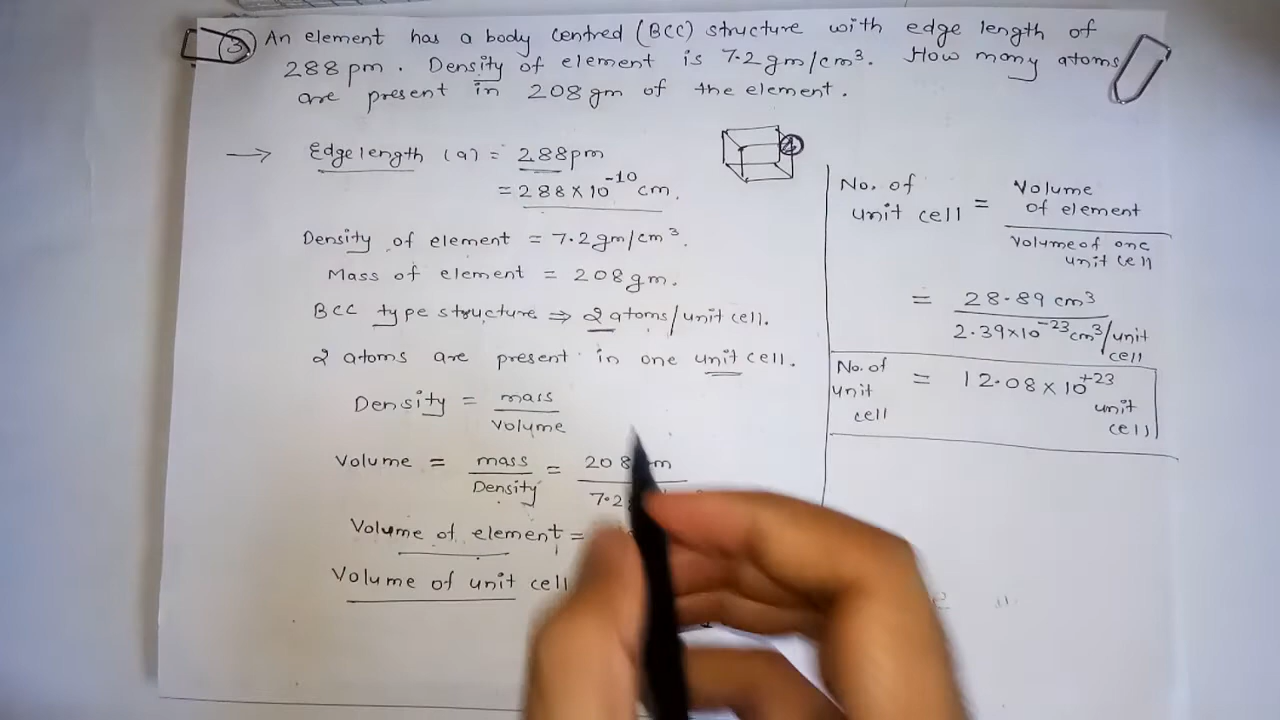 3 An element has a body centred (BCC) structure with edge length of
288 pm. Density of element is 7.2 gm/cm³. How many atoms
are present in 208 gm of the element.
→ Edge length (a) = 288pm
= 288×10⁻¹⁰ cm.
Density of element = 7.2 gm/cm³.
Mass of element = 208 gm.
BCC type structure ⇒ 2 atoms/unit cell.
2 atoms are present in one unit cell.
Density = mass
volume
Volume = mass = 208 m
Density 7.2
Volume of element =
Volume of unit cell
a
No. of
unit cell = Volume
of element
Volume of one
unit cell
= 28.89 cm³
2.39×10⁻²³ cm³/unit
cell
No. of
unit
cell = 12.08 × 10⁺²³
unit
cell